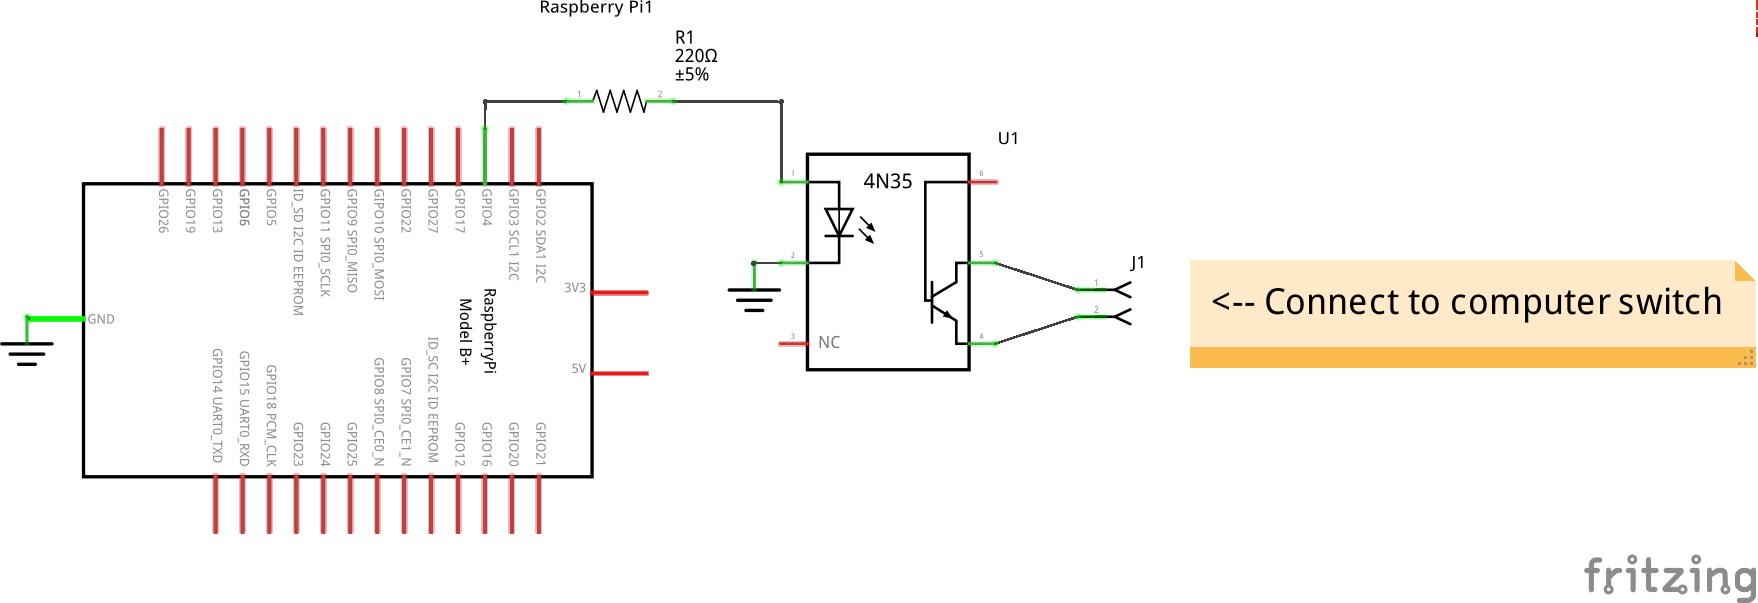 Raspberry Pi1
R1
220Ω
±5%
1
2
U1
GPIO26
GPIO19
GPIO13
GPIO6
GPIO5
ID_SD I2C ID EEPROM
GPIO11 SPI0_SCLK
GPIO9 SPI0_MISO
GIPO10 SPI0_MOSI
GPIO22
GPIO27
GPIO17
GPIO4
GPIO3 SCL1 I2C
GPIO2 SDA1 I2C
1
4N35
6
2
5
3
NC
4
J1
1
2
<-- Connect to computer switch
3V3
GND
RaspberryPi
Model B+
5V
GPIO14 UART0_TXD
GPIO15 UART0_RXD
GPIO18 PCM_CLK
GPIO23
GPIO24
GPIO25
GPIO8 SPI0_CE0_N
GPIO7 SPI0_CE1_N
ID_SC I2C ID EEPROM
GPIO12
GPIO16
GPIO20
GPIO21
fritzing